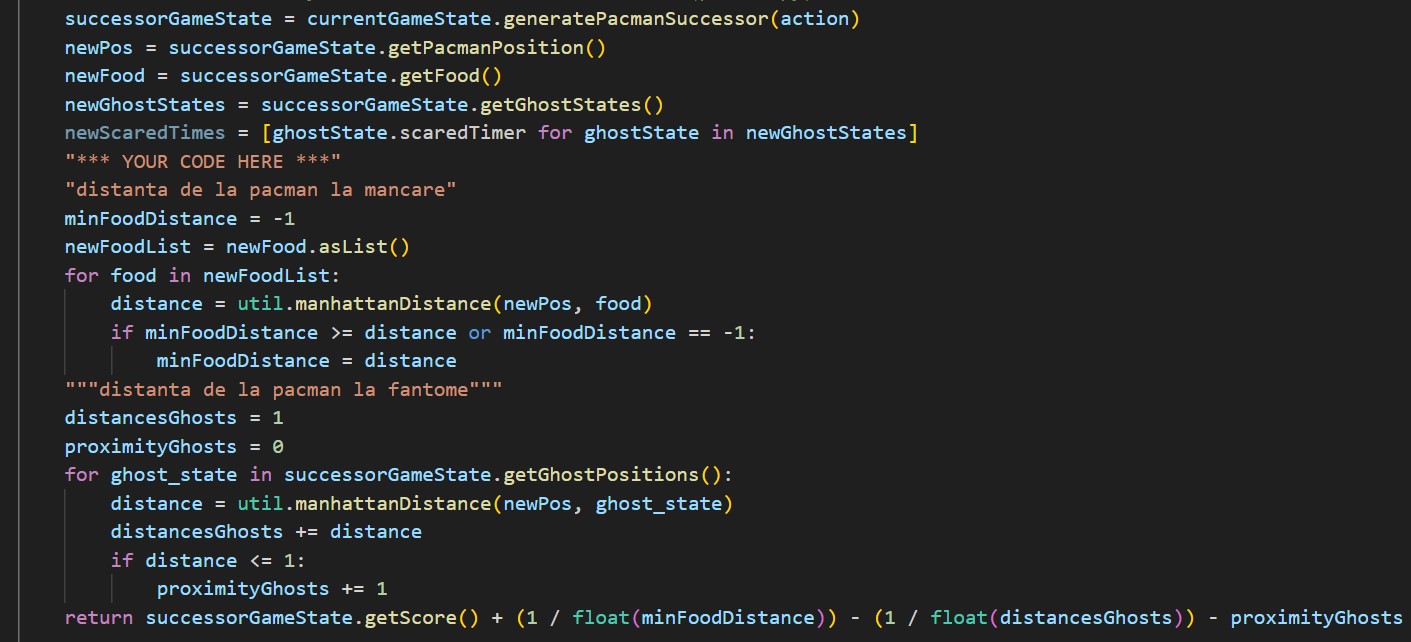 successorGameState = currentGameState.generatePacmanSuccessor(action)
newPos = successorGameState.getPacmanPosition()
newFood = successorGameState.getFood()
newGhostStates = successorGameState.getGhostStates()
newScaredTimes = [ghostState.scaredTimer for ghostState in newGhostStates]
"*** YOUR CODE HERE ***"
"distanta de la pacman la mancare"
minFoodDistance = -1
newFoodList = newFood.asList()
for food in newFoodList:
    distance = util.manhattanDistance(newPos, food)
    if minFoodDistance >= distance or minFoodDistance == -1:
        minFoodDistance = distance
"""distanta de la pacman la fantome"""
distancesGhosts = 1
proximityGhosts = 0
for ghost_state in successorGameState.getGhostPositions():
    distance = util.manhattanDistance(newPos, ghost_state)
    distancesGhosts += distance
    if distance <= 1:
        proximityGhosts += 1
return successorGameState.getScore() + (1 / float(minFoodDistance)) - (1 / float(distancesGhosts)) - proximityGhosts